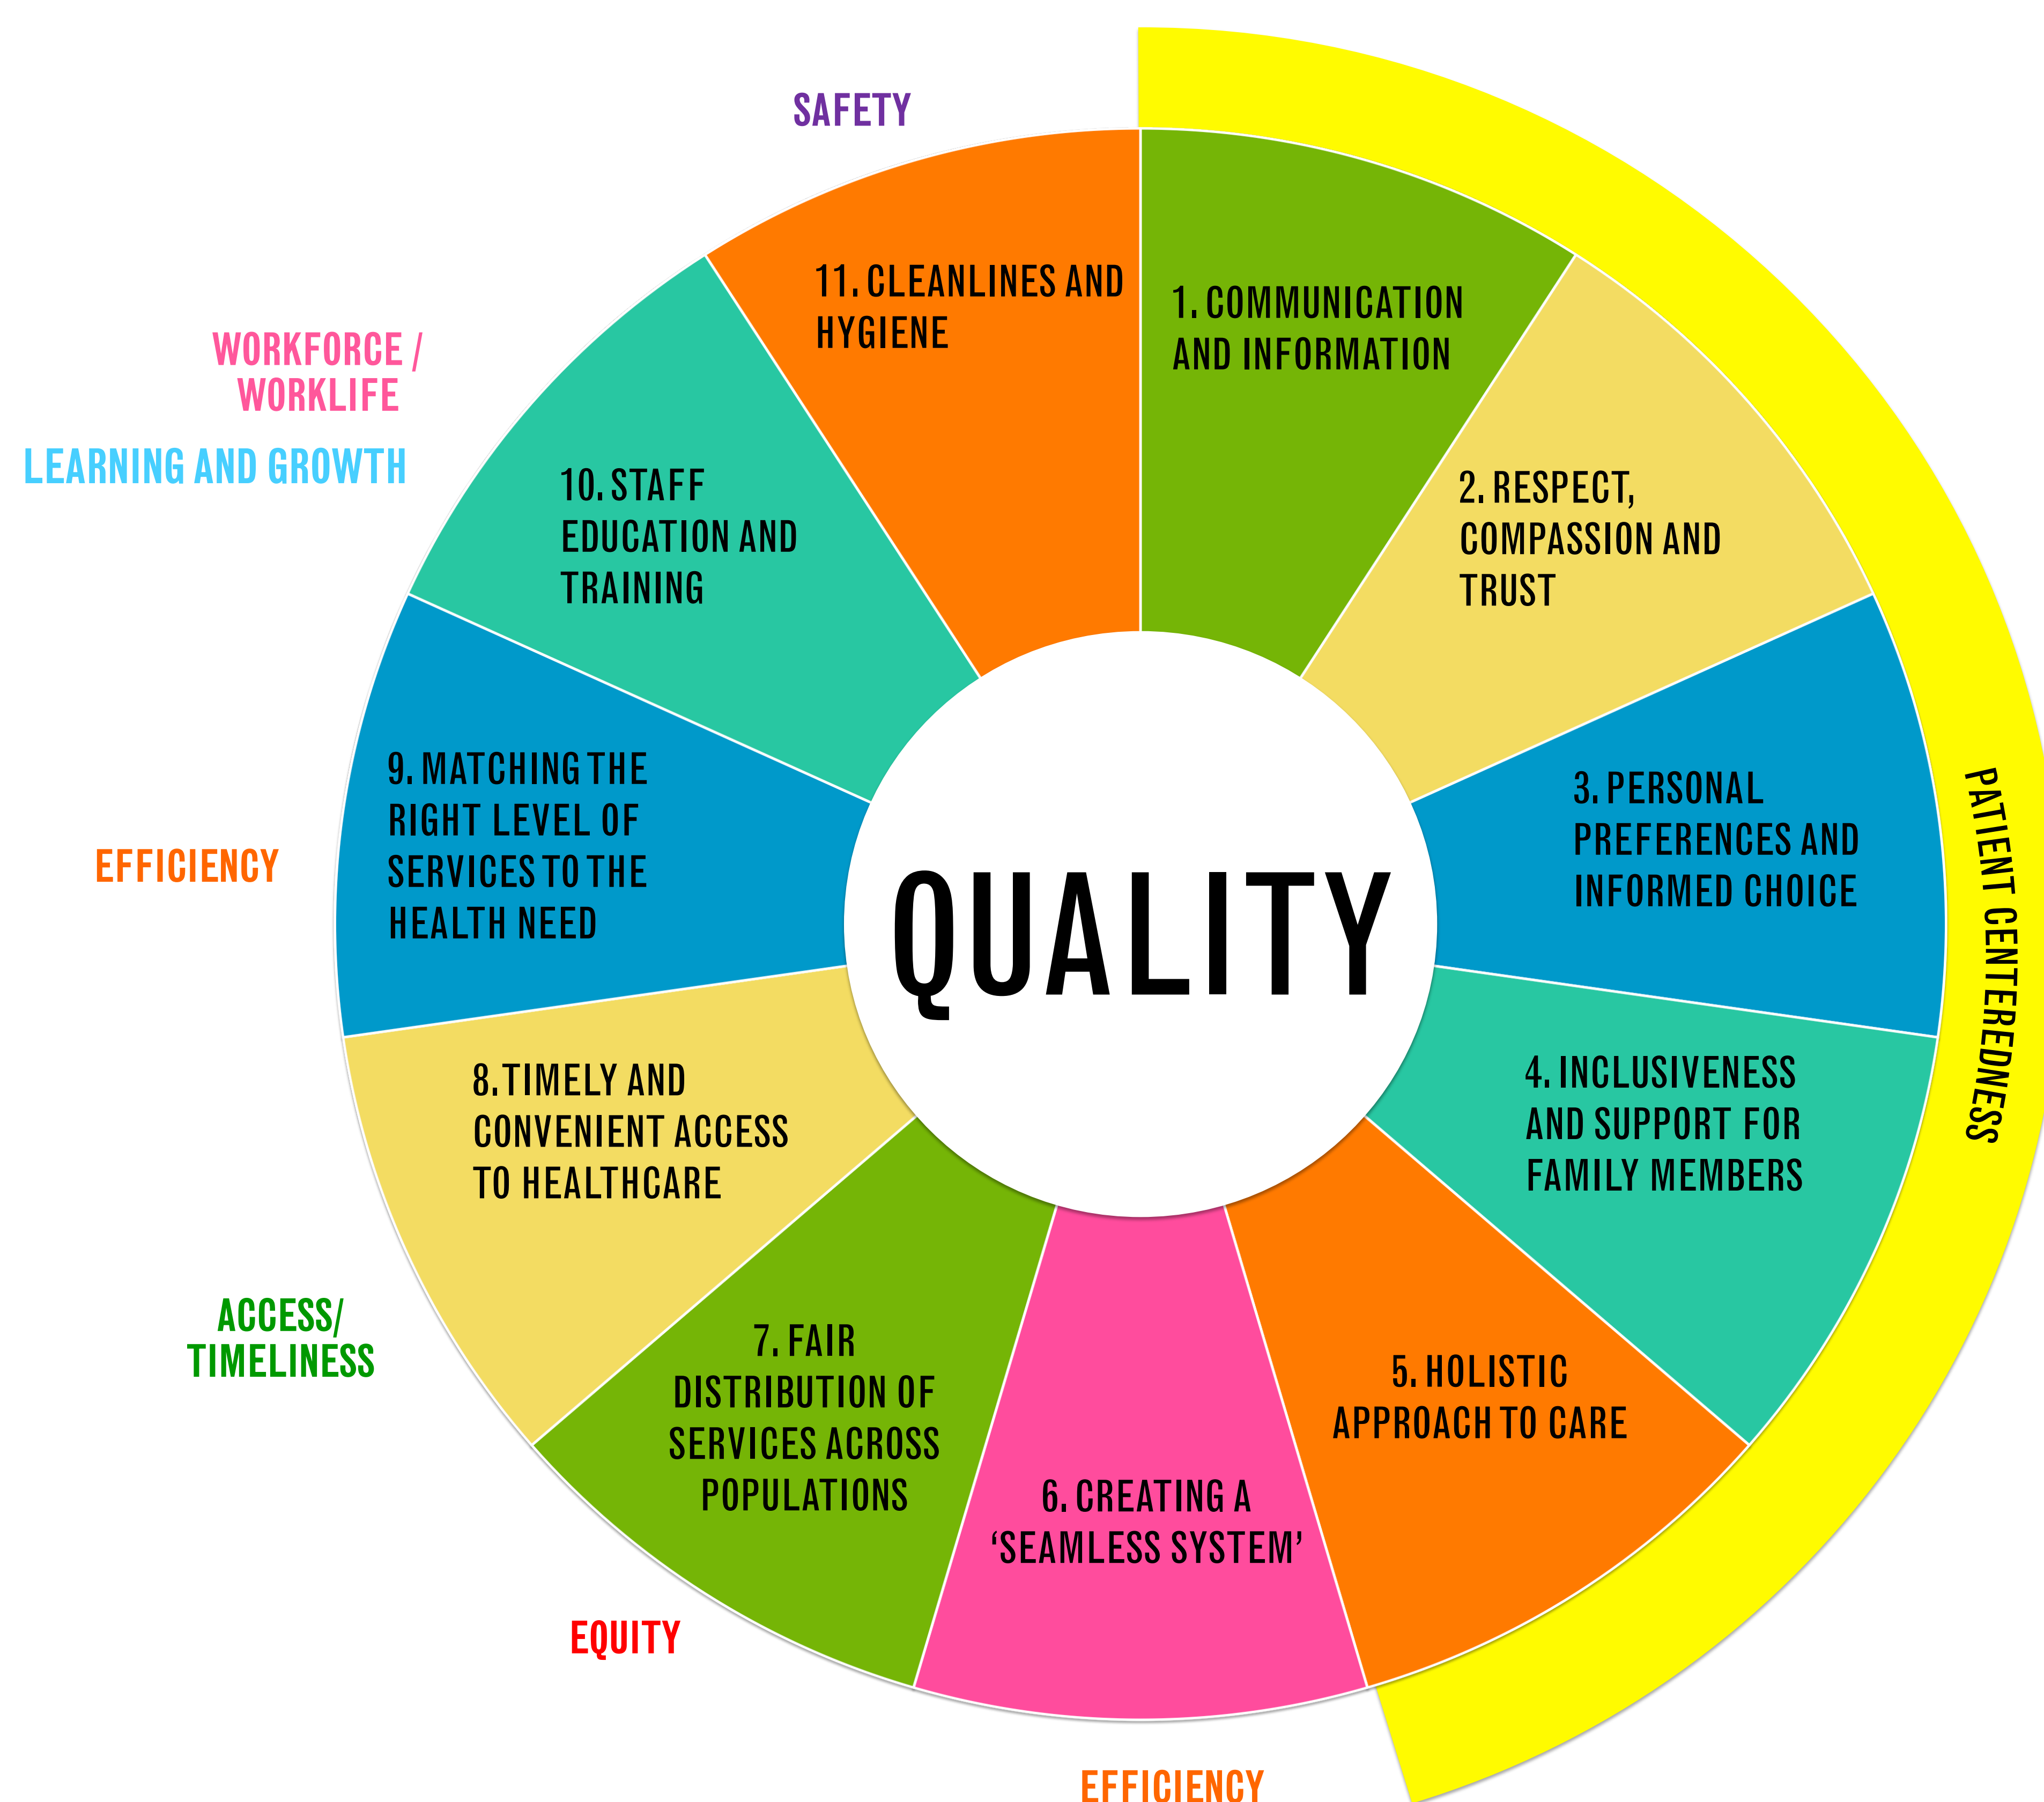 SAFETY
11. CLEANLINES AND
HYGIENE
1. COMMUNICATION
AND INFORMATION
2. RESPECT,
COMPASSION AND
TRUST
3. PERSONAL
PREFERENCES AND
INFORMED CHOICE
4. INCLUSIVENESS
AND SUPPORT FOR
FAMILY MEMBERS
5. HOLISTIC
APPROACH TO CARE
PATIENT CENTEREDNESS
6. CREATING A
‘SEAMLESS SYSTEM’
EFFICIENCY
7. FAIR
DISTRIBUTION OF
SERVICES ACROSS
POPULATIONS
EQUITY
8. TIMELY AND
CONVENIENT ACCESS
TO HEALTHCARE
ACCESS/
TIMELINESS
9. MATCHING THE
RIGHT LEVEL OF
SERVICES TO THE
HEALTH NEED
EFFICIENCY
10. STAFF
EDUCATION AND
TRAINING
WORKFORCE /
WORKLIFE
LEARNING AND GROWTH
QUALITY